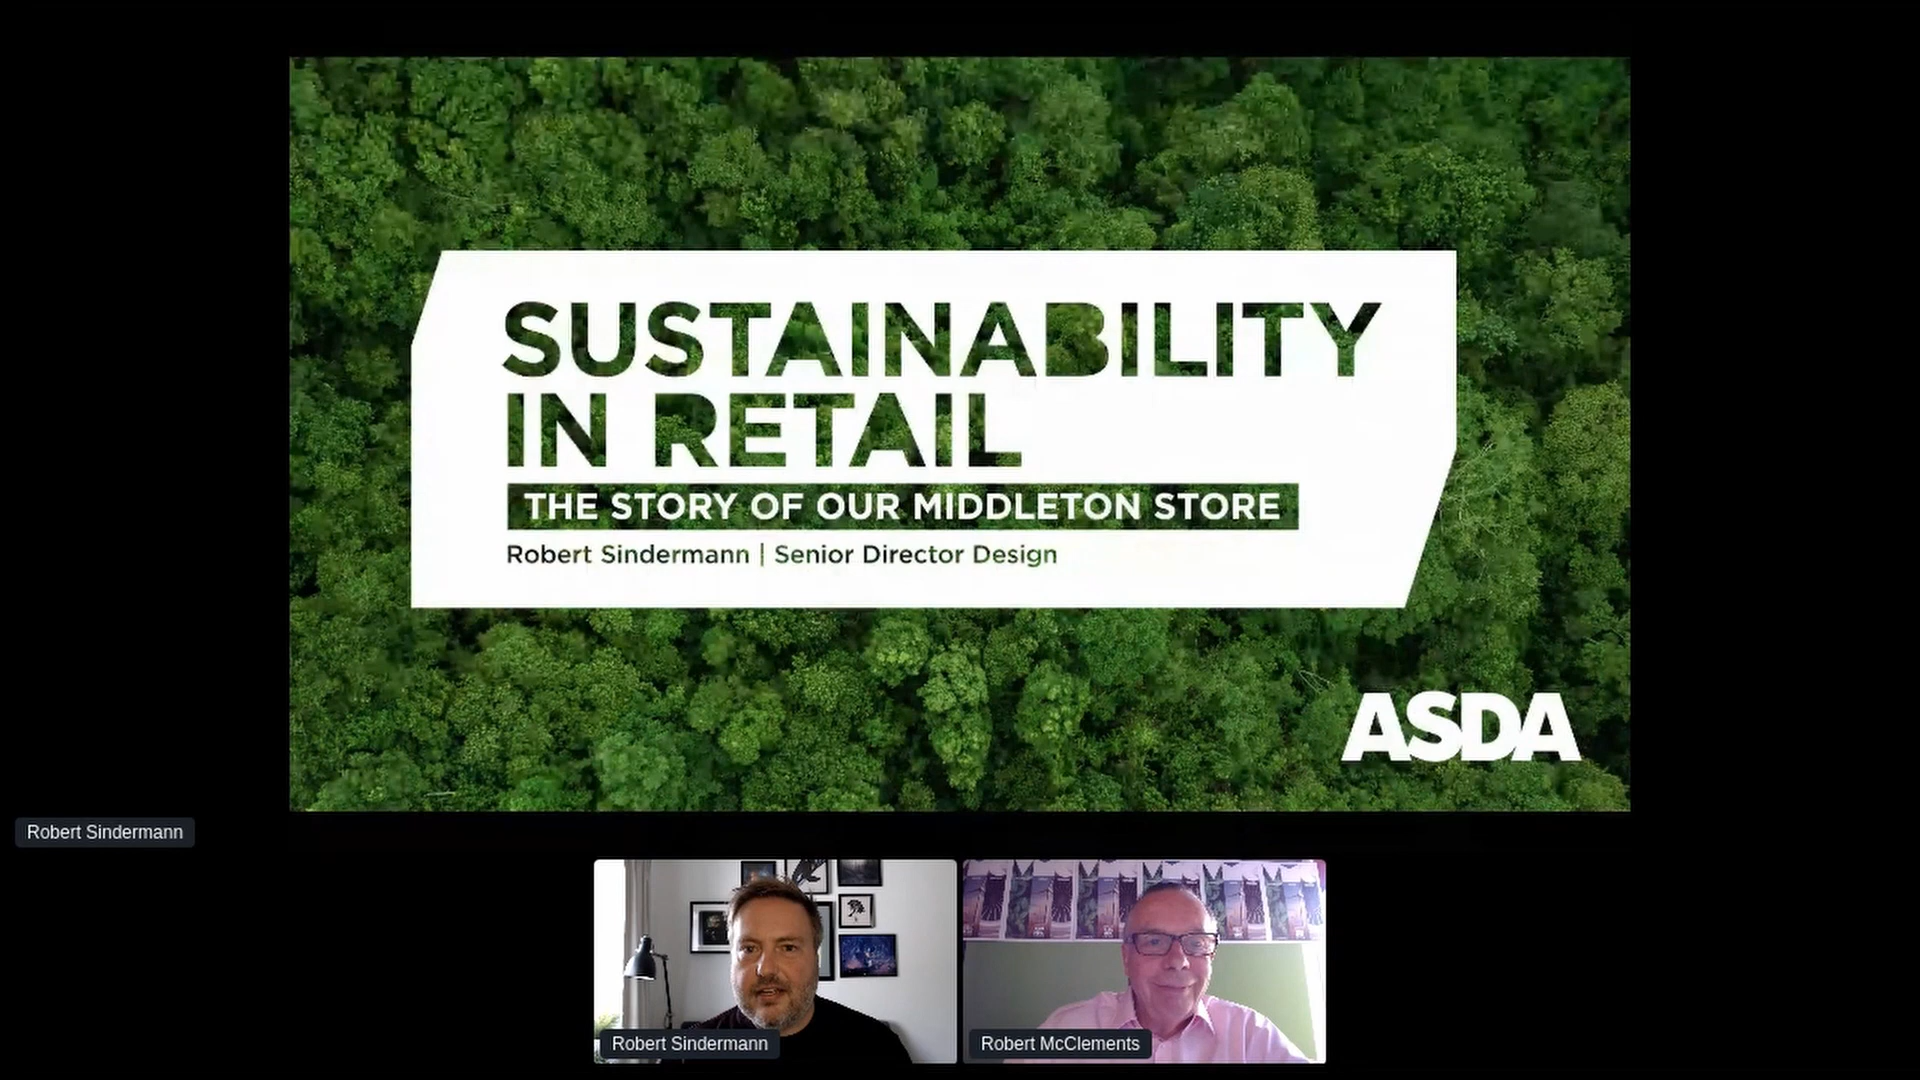 SUSTAINABILITY
IN RETAIL
THE STORY OF OUR MIDDLETON STORE
Robert Sindermann | Senior Director Design
ASDA
Robert Sindermann
Robert Sindermann
Robert McClements